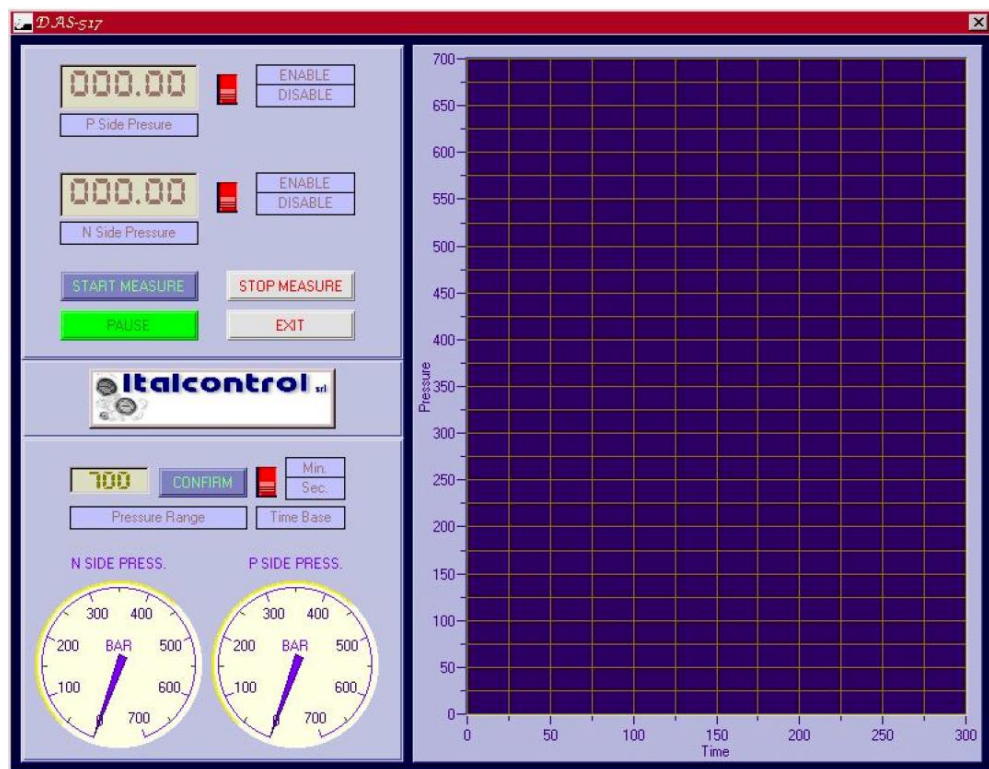 DAS-517
000.00
ENABLE
DISABLE
P Side Presure
000.00
ENABLE
DISABLE
N Side Pressure
START MEASURE
STOP MEASURE
PAUSE
EXIT
Italcontrol srl
700
CONFIRM
Min.
Sec.
Pressure Range
Time Base
N SIDE PRESS.
0
100
200
300
400
500
600
700
BAR
P SIDE PRESS.
0
100
200
300
400
500
600
700
BAR
Pressure
700
650
600
550
500
450
400
350
300
250
200
150
100
50
0
0 50 100 150 200 250 300
Time